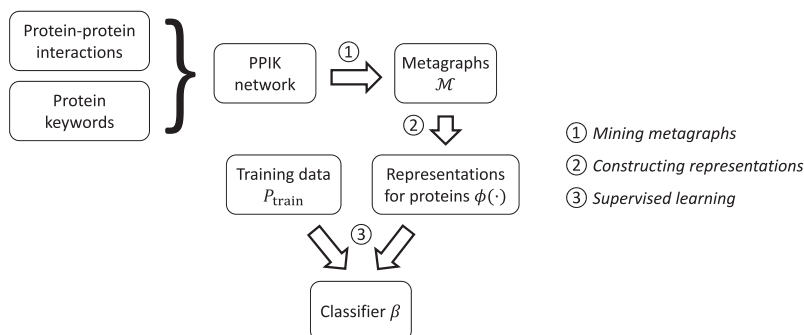 Protein-protein
interactions
Protein
keywords
PPIK
network
①
Metagraphs
ℳ
②
Training data
P_train
Representations
for proteins ϕ(·)
③
Classifier β
① Mining metagraphs
② Constructing representations
③ Supervised learning